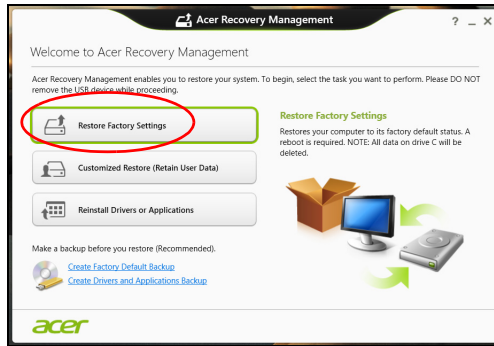 Acer Recovery Management
? _ X
Welcome to Acer Recovery Management
Acer Recovery Management enables you to restore your system. To begin, select the task you want to perform. Please DO NOT
remove the USB device while proceeding.
Restore Factory Settings
Customized Restore (Retain User Data)
Reinstall Drivers or Applications
Restore Factory Settings
Restores your computer to its factory default status. A
reboot is required. NOTE: All data on drive C will be
deleted.
Make a backup before you restore (Recommended).
Create Factory Default Backup
Create Drivers and Applications Backup
acer